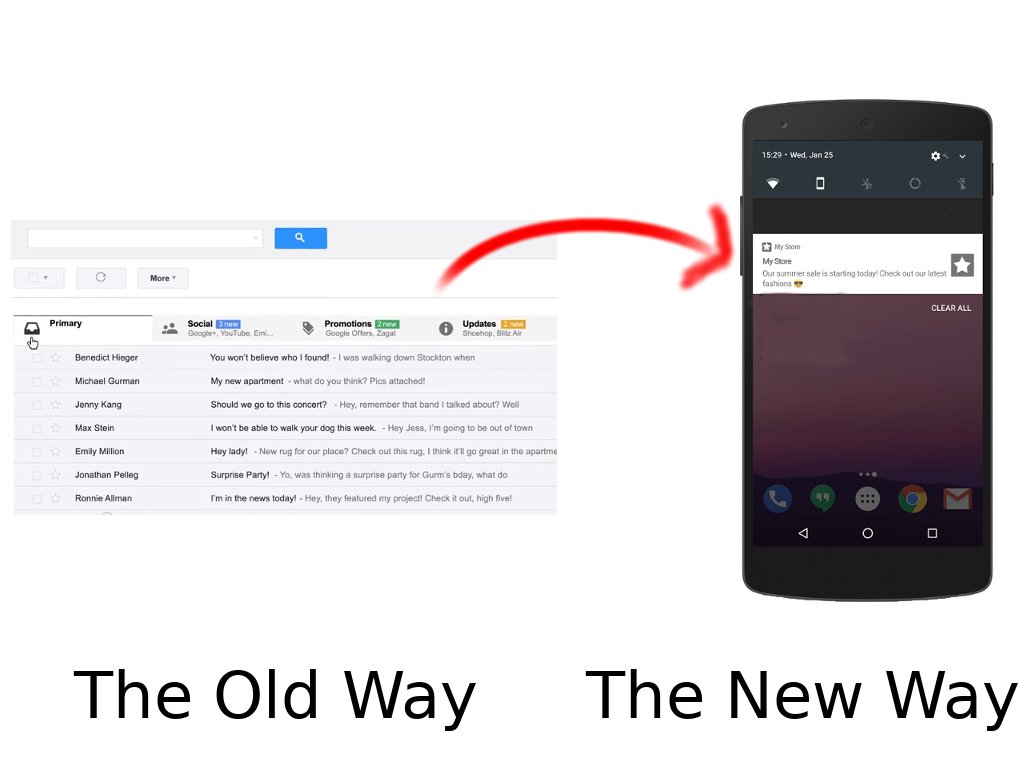 More
Primary
Social 3 new
Google+, YouTube, Emi...
Promotions 2 new
Google Offers, Zagat
Updates 2 new
Shoehop, Blitz Air
Benedict Hieger You won't believe who I found! - I was walking down Stockton when
Michael Gurman My new apartment - what do you think? Pics attached!
Jenny Kang Should we go to this concert? - Hey, remember that band I talked about? Well
Max Stein I won't be able to walk your dog this week. - Hey Jess, I'm going to be out of town
Emily Million Hey lady! - New rug for our place? Check out this rug, I think it'll go great in the apartme
Jonathan Pelleg Surprise Party! - Yo, was thinking a surprise party for Gurm's bday, what do
Ronnie Allman I'm in the news today! - Hey, they featured my project! Check it out, high five!
15:29 • Wed, Jan 25
My Store
My Store
Our summer sale is starting today! Check out our latest
fashions 😎
CLEAR ALL
The Old Way
The New Way